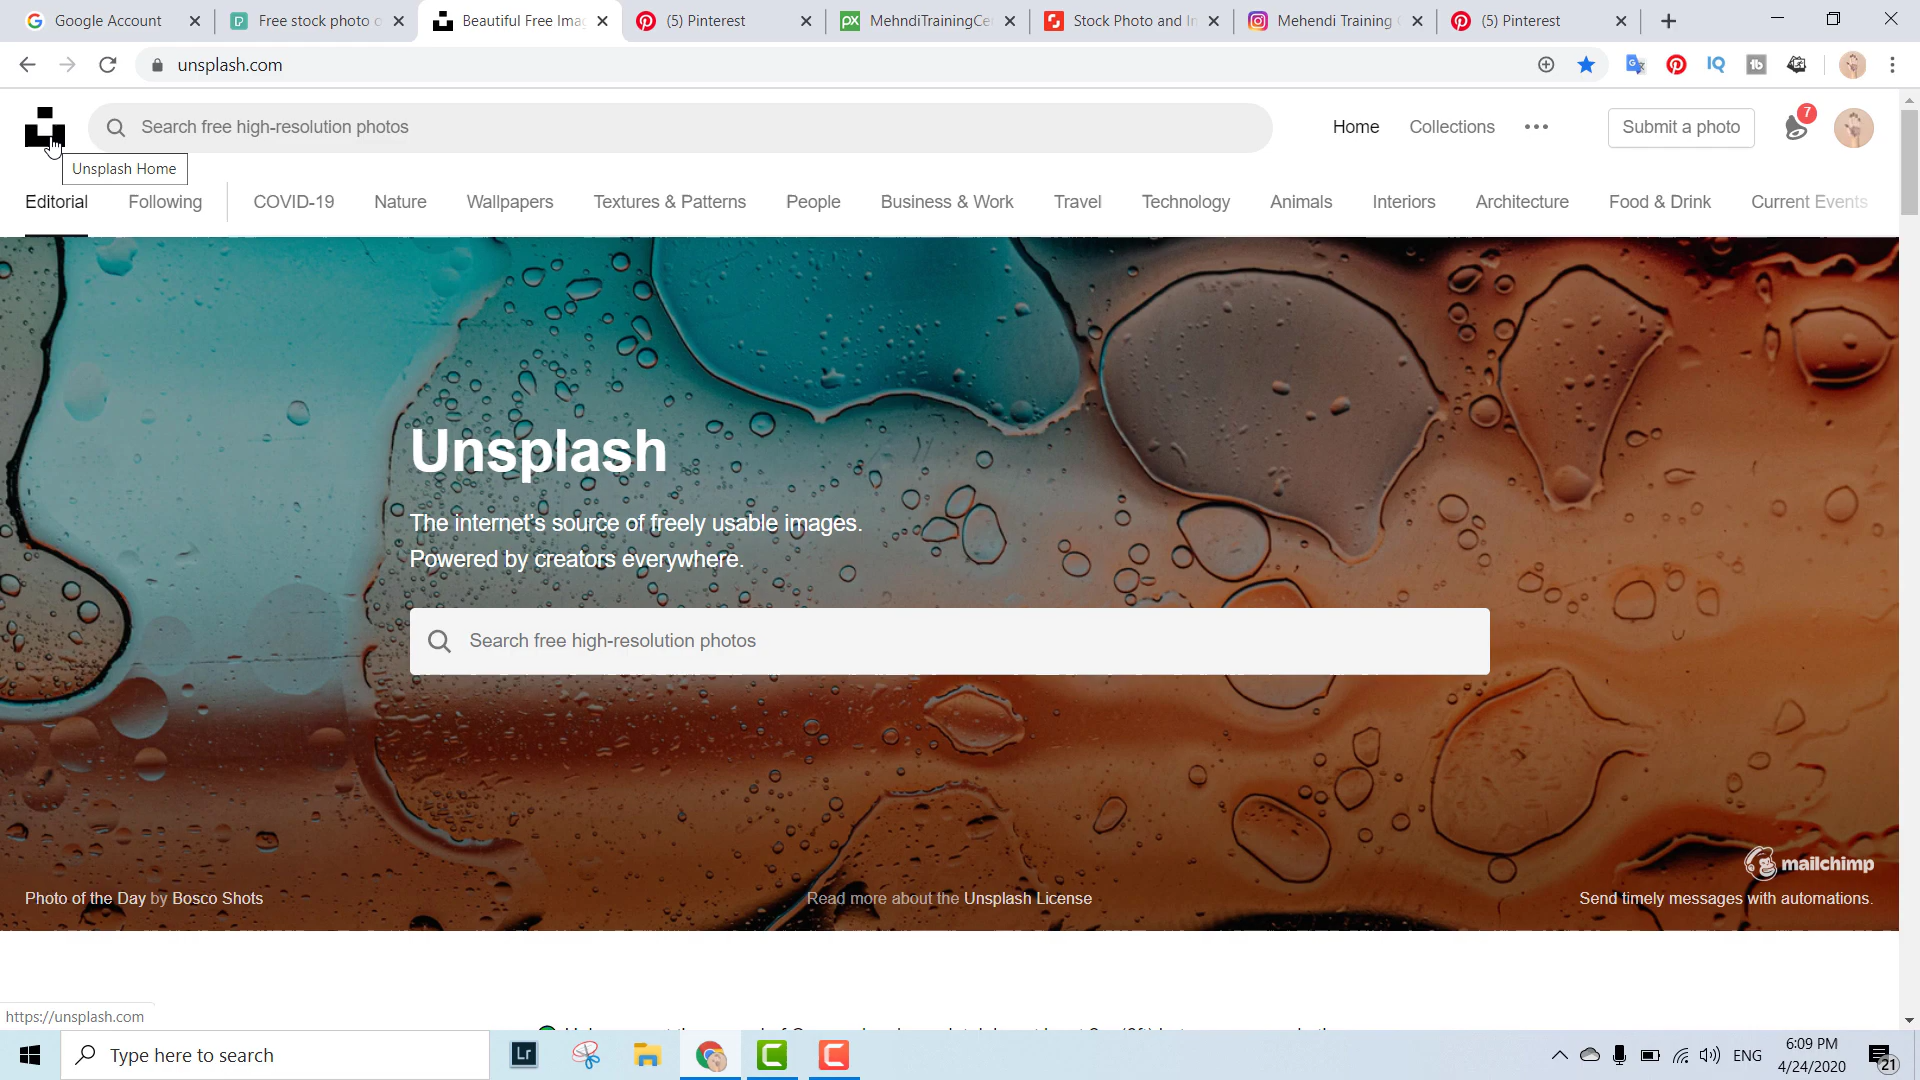 Google Account
Free stock photo o
Beautiful Free Imag
(5) Pinterest
MehndiTrainingCe
Stock Photo and I
Mehendi Training
(5) Pinterest
unsplash.com
Search free high-resolution photos
Home
Collections
Submit a photo
7
Unsplash Home
Editorial
Following
COVID-19
Nature
Wallpapers
Textures & Patterns
People
Business & Work
Travel
Technology
Animals
Interiors
Architecture
Food & Drink
Current Events
Unsplash
The internet's source of freely usable images.
Powered by creators everywhere.
Search free high-resolution photos
mailchimp
Photo of the Day by Bosco Shots
Read more about the Unsplash License
Send timely messages with automations.
https://unsplash.com
Type here to search
Lr
ENG
6:09 PM
4/24/2020
21